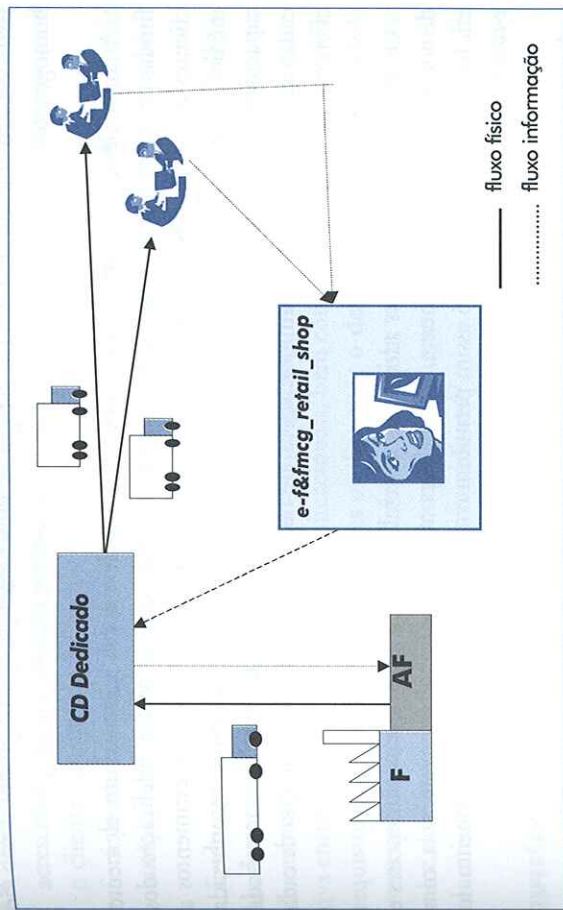 CD Dedicado
e-f&fmcg_retail_shop
F
AF
fluxo físico
fluxo informação